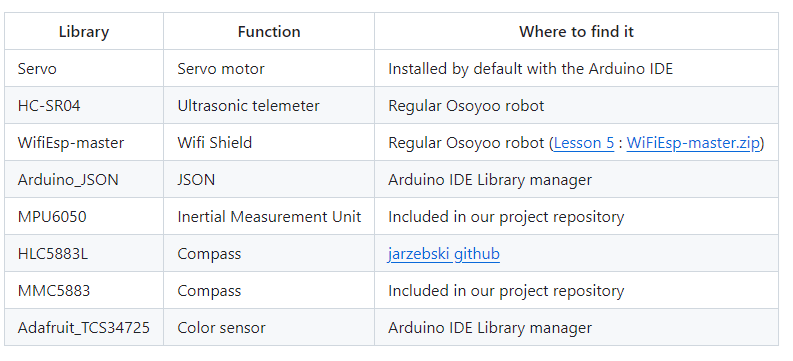 Library Function Where to find it
Servo Servo motor Installed by default with the Arduino IDE
HC-SR04 Ultrasonic telemeter Regular Osoyoo robot
WifiEsp-master Wifi Shield Regular Osoyoo robot (Lesson 5 : WiFiEsp-master.zip)
Arduino_JSON JSON Arduino IDE Library manager
MPU6050 Inertial Measurement Unit Included in our project repository
HLC5883L Compass jarzebski github
MMC5883 Compass Included in our project repository
Adafruit_TCS34725 Color sensor Arduino IDE Library manager